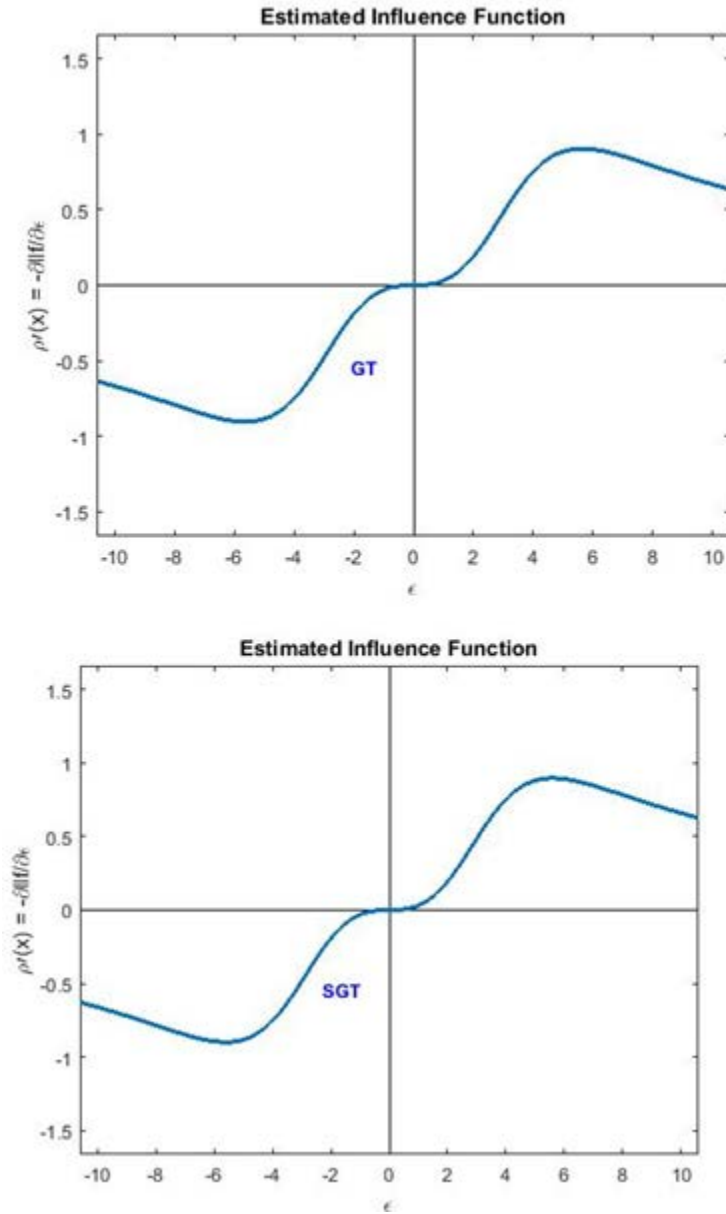 Estimated Influence Function
1.5
1
0.5
0
-0.5
-1
-1.5
ρ′(x) = -∂llf/∂ϵ
GT
-10 -8 -6 -4 -2 0 2 4 6 8 10
ϵ
Estimated Influence Function
1.5
1
0.5
0
-0.5
-1
-1.5
ρ′(x) = -∂llf/∂ϵ
SGT
-10 -8 -6 -4 -2 0 2 4 6 8 10
ϵ